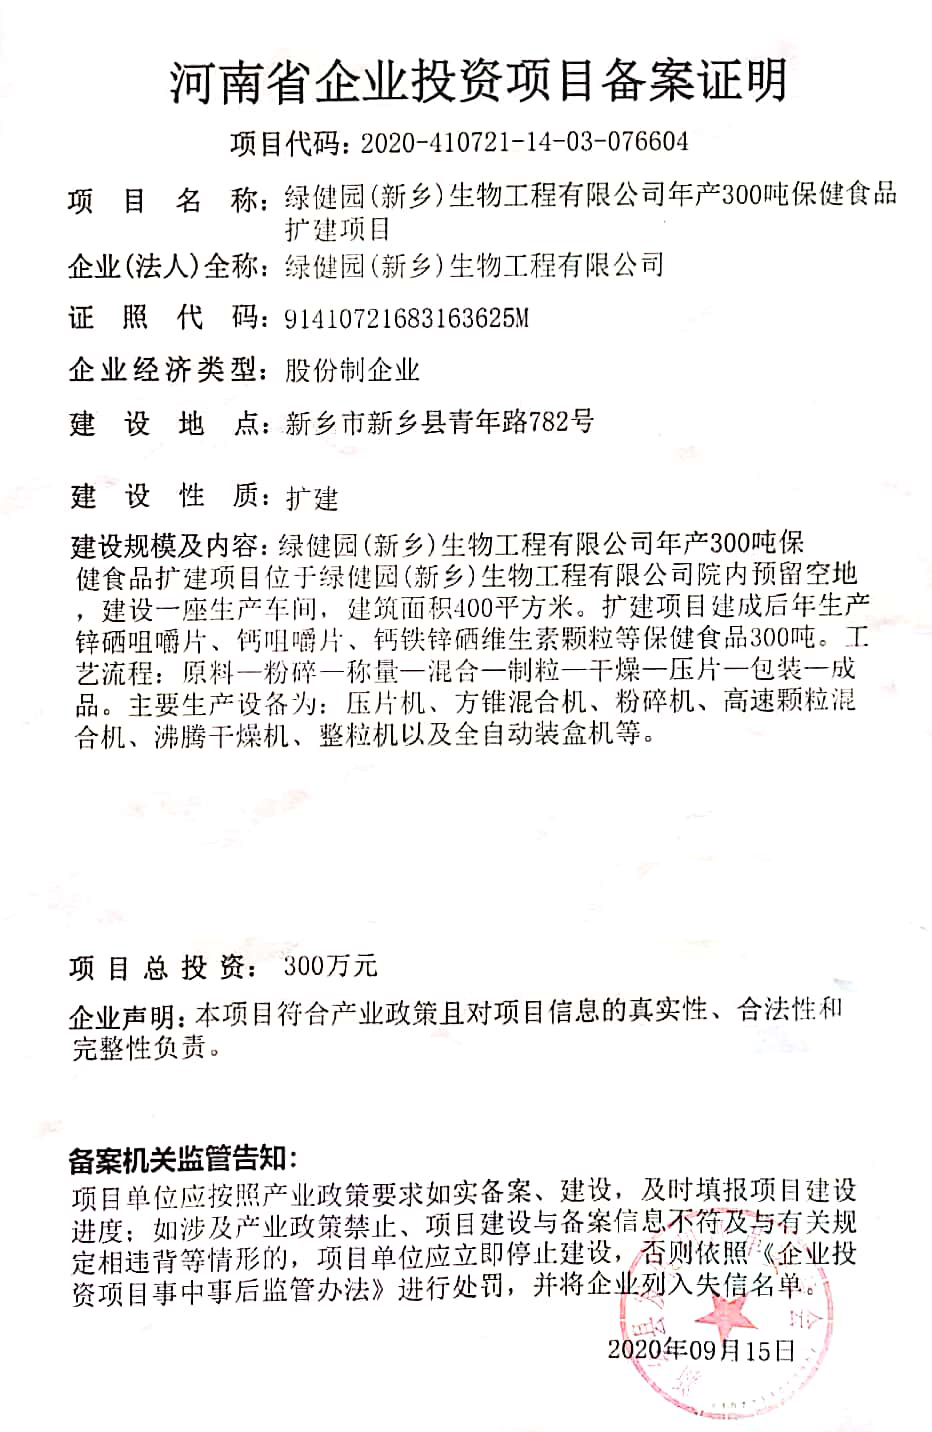 河南省企业投资项目备案证明
项目代码：2020-410721-14-03-076604
项目名称：绿健园(新乡)生物工程有限公司年产300吨保健食品
扩建项目
企业(法人)全称：绿健园(新乡)生物工程有限公司
证照代码：91410721683163625M
企业经济类型：股份制企业
建设地点：新乡市新乡县青年路782号
建设性质：扩建
建设规模及内容：绿健园(新乡)生物工程有限公司年产300吨保
健食品扩建项目位于绿健园(新乡)生物工程有限公司院内预留空地
，建设一座生产车间，建筑面积400平方米。扩建项目建成后年生产
锌硒咀嚼片、钙咀嚼片、钙铁锌硒维生素颗粒等保健食品300吨。工
艺流程：原料—粉碎—称量—混合—制粒—干燥—压片—包装—成
品。主要生产设备为：压片机、方锥混合机、粉碎机、高速颗粒混
合机、沸腾干燥机、整粒机以及全自动装盒机等。
项目总投资：300万元
企业声明：本项目符合产业政策且对项目信息的真实性、合法性和
完整性负责。
备案机关监管告知：
项目单位应按照产业政策要求如实备案、建设，及时填报项目建设
进度；如涉及产业政策禁止、项目建设与备案信息不符及与有关规
定相违背等情形的，项目单位应立即停止建设，否则依照《企业投
资项目事中事后监管办法》进行处罚，并将企业列入失信名单。
2020年09月15日